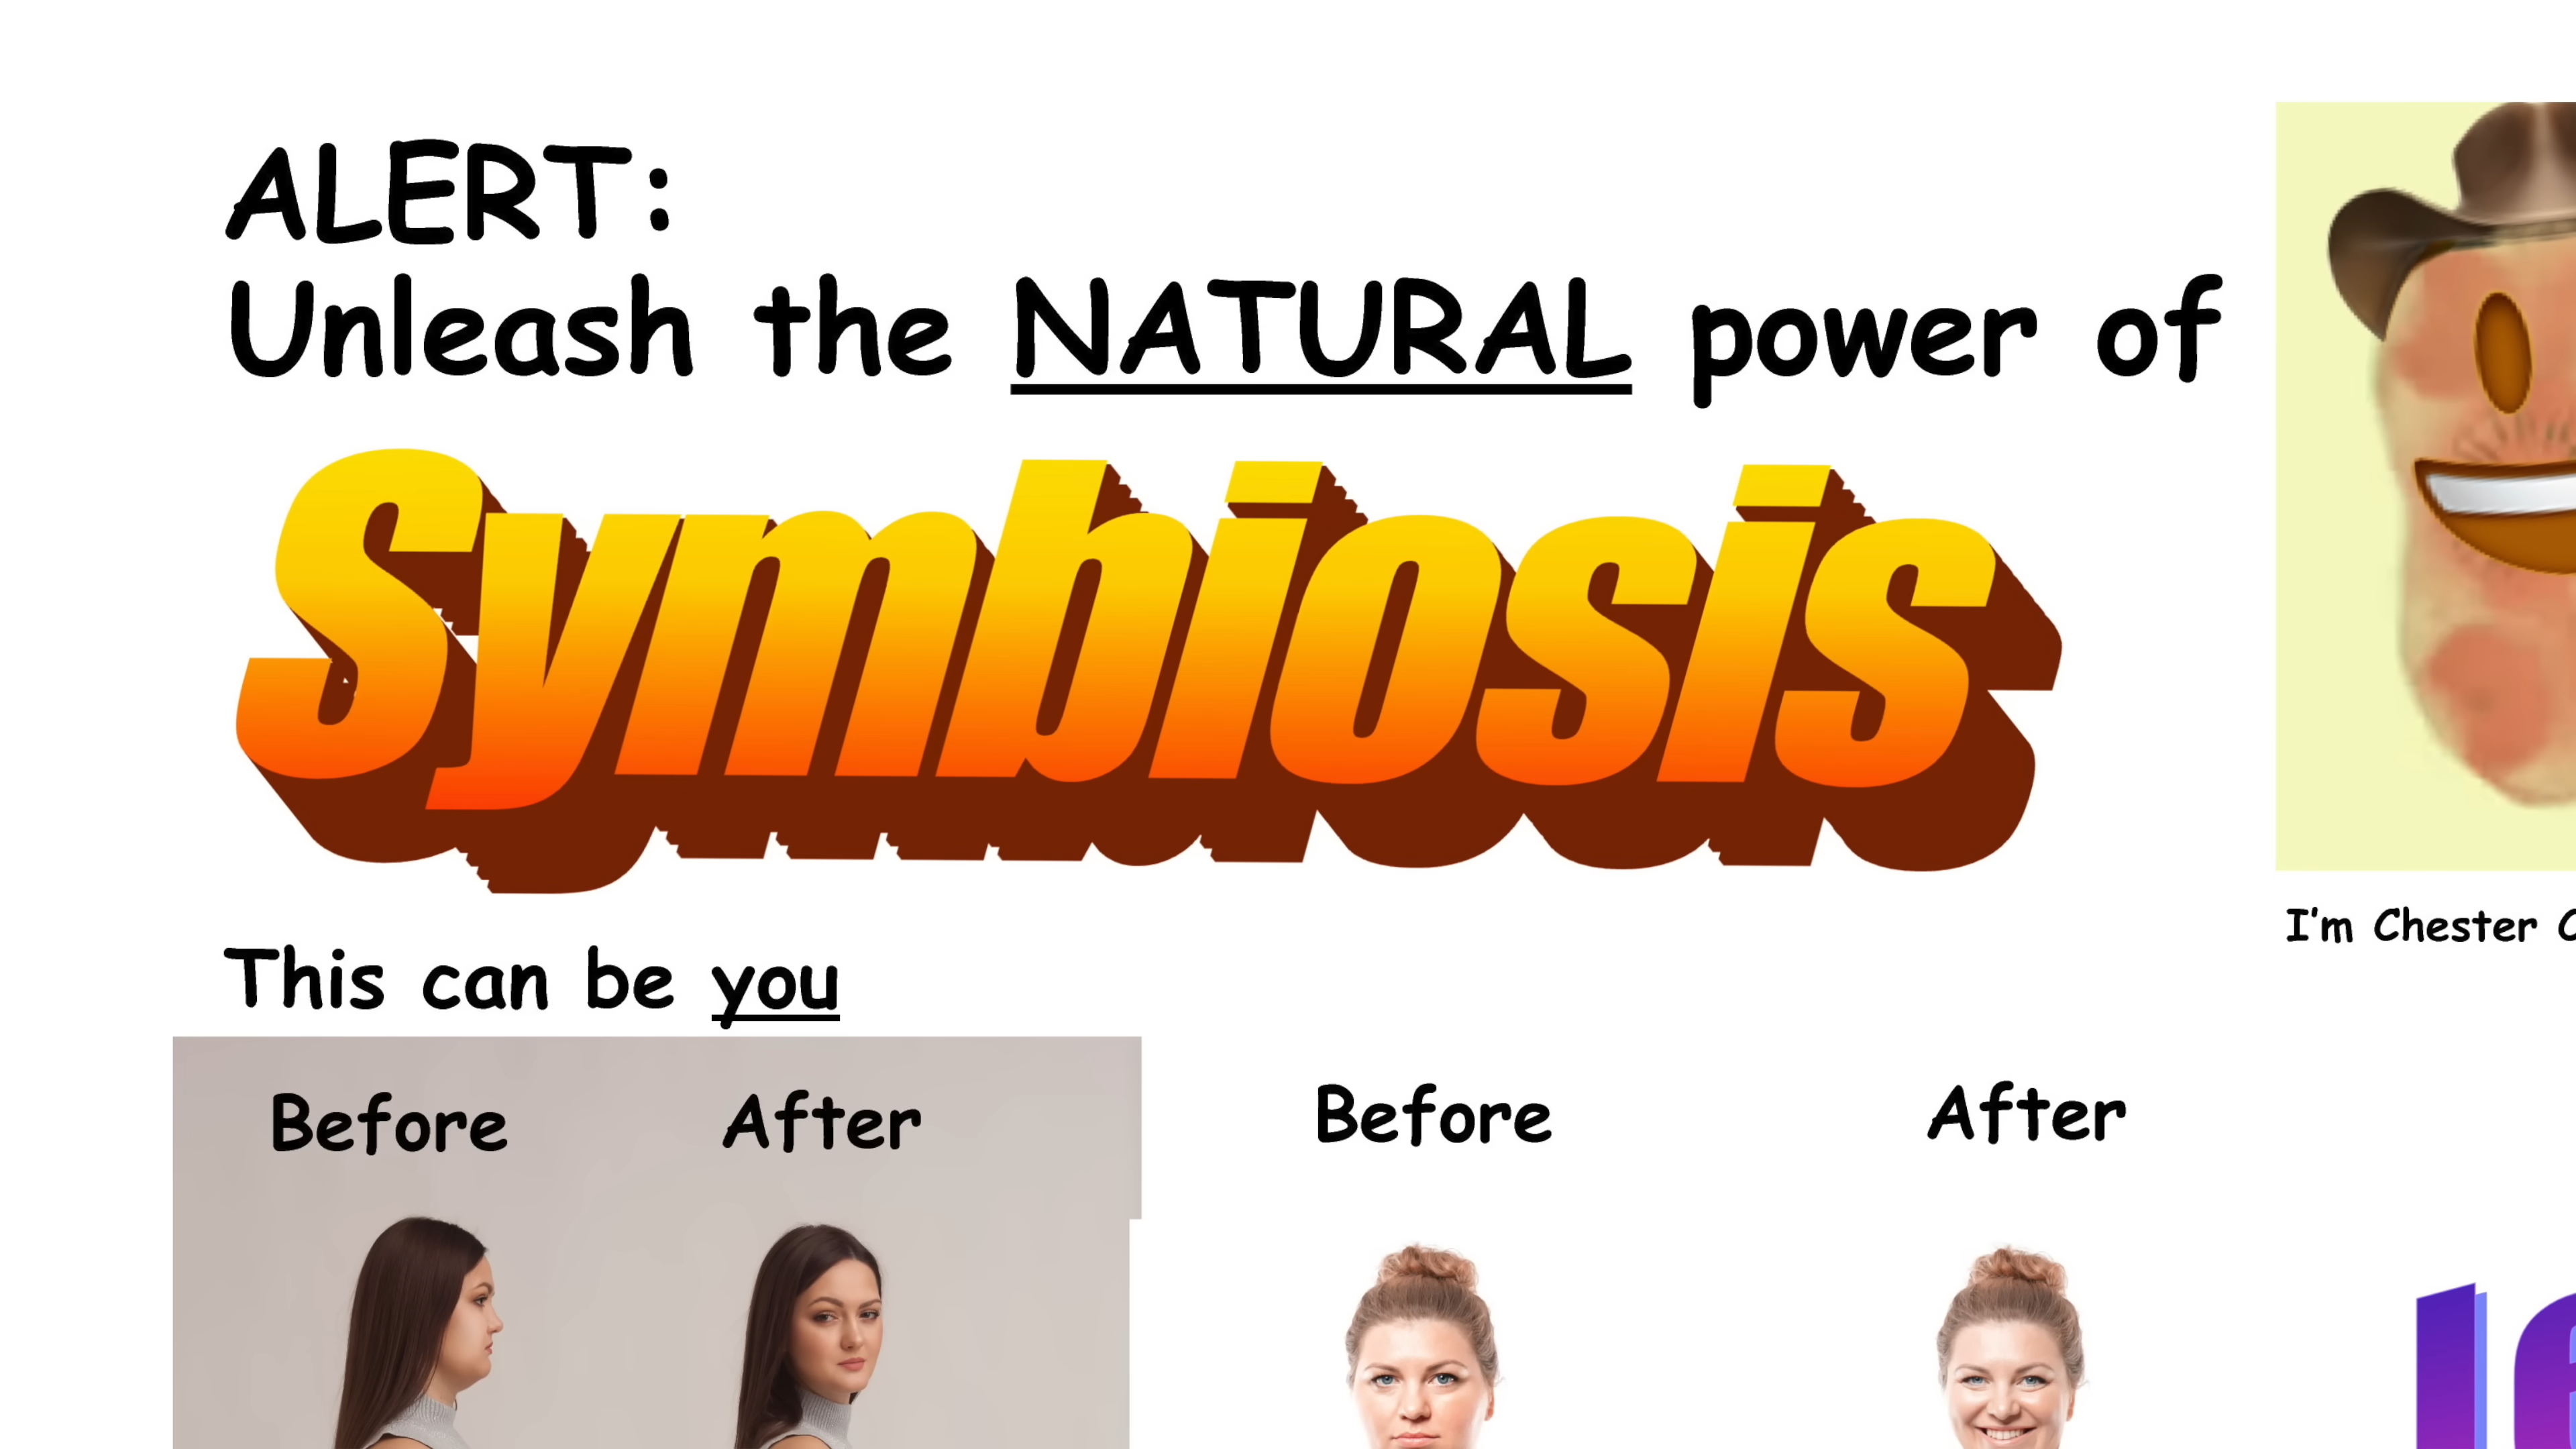 ALERT:
Unleash the NATURAL power of
Symbiosis
I'm Chester
This can be you
Before
After
Before
After